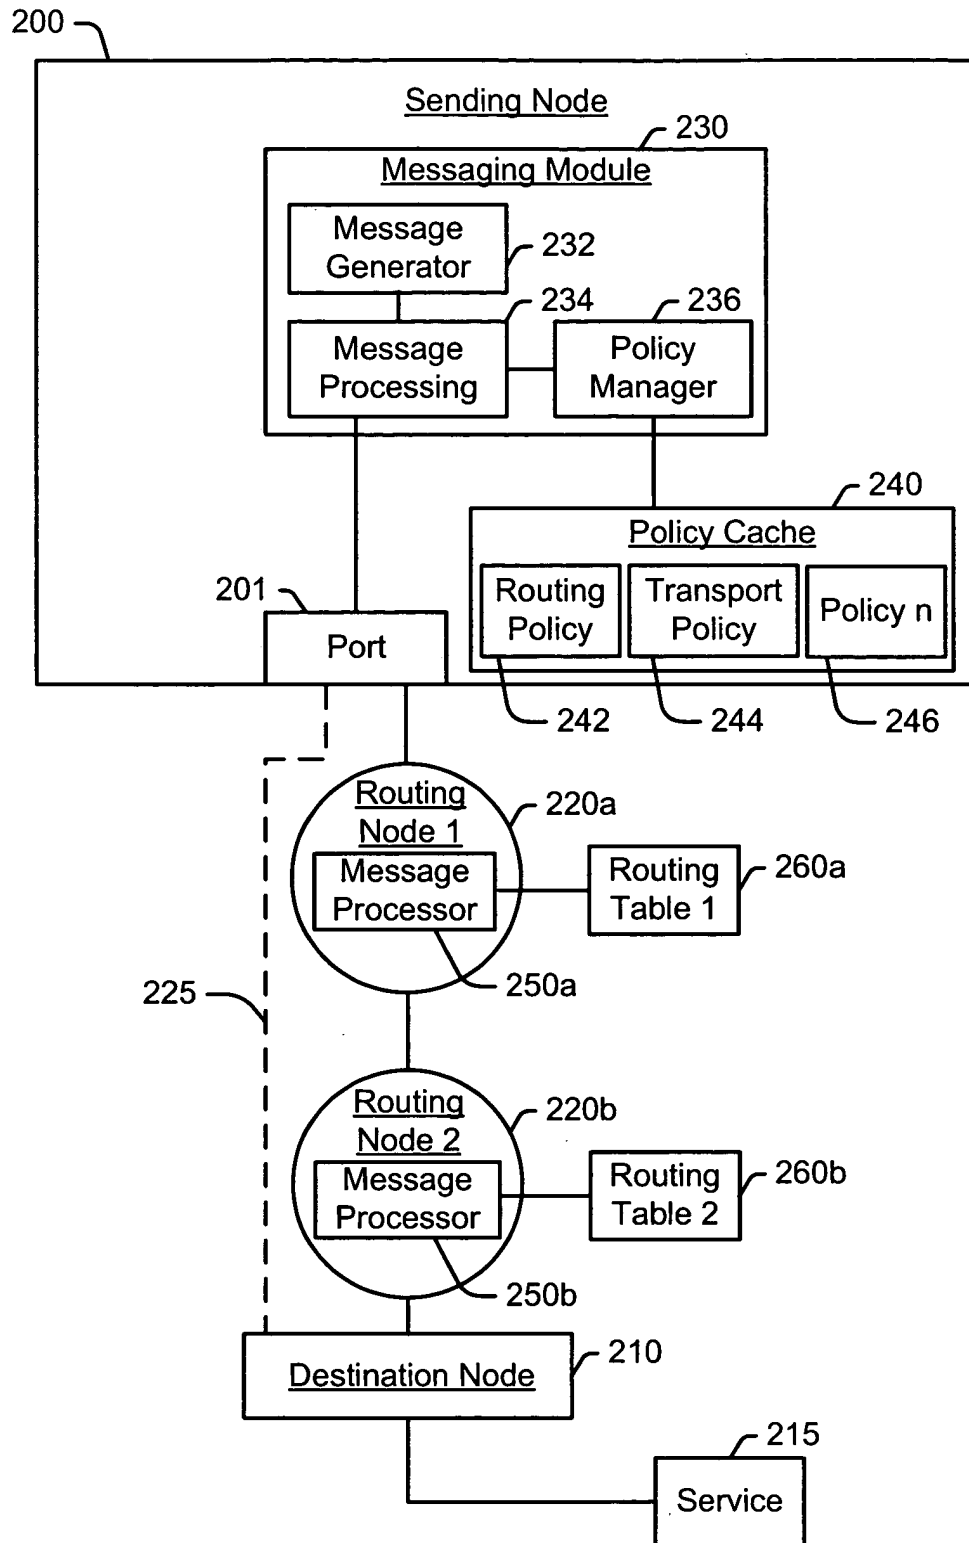 200
Sending Node
230
Messaging Module
Message
Generator
232
234
236
Message
Processing
Policy
Manager
240
Policy Cache
Routing
Policy
Transport
Policy
Policy n
201
Port
242
244
246
Routing
Node 1
220a
Message
Processor
Routing
Table 1
260a
250a
225
Routing
Node 2
220b
Message
Processor
Routing
Table 2
260b
250b
Destination Node
210
215
Service